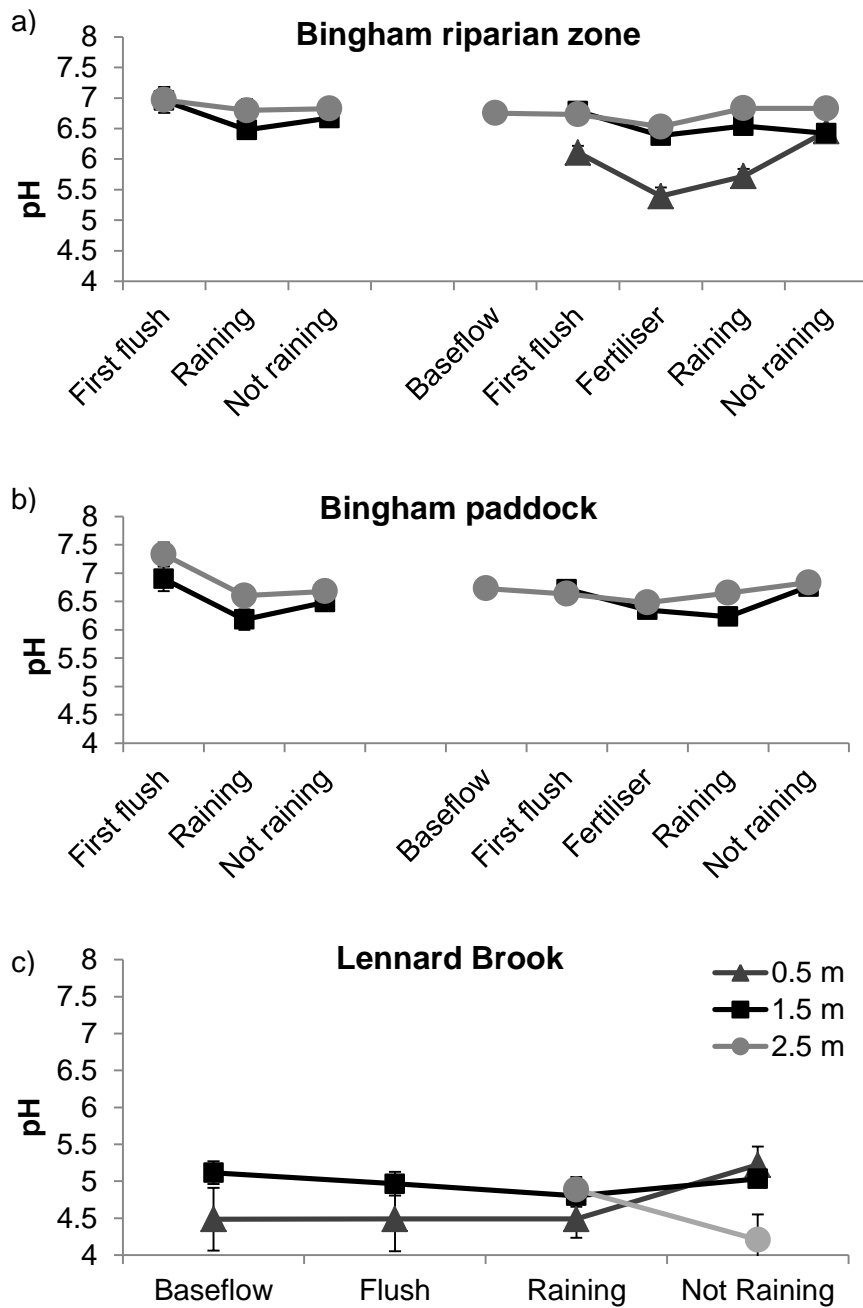 a)
Bingham riparian zone
8
7.5
7
6.5
6
5.5
5
4.5
4
pH
First flush
Raining
Not raining
Baseflow
First flush
Fertiliser
Raining
Not raining
b)
Bingham paddock
8
7.5
7
6.5
6
5.5
5
4.5
4
pH
First flush
Raining
Not raining
Baseflow
First flush
Fertiliser
Raining
Not raining
c)
Lennard Brook
8
7.5
7
6.5
6
5.5
5
4.5
4
pH
0.5 m
1.5 m
2.5 m
Baseflow
Flush
Raining
Not Raining